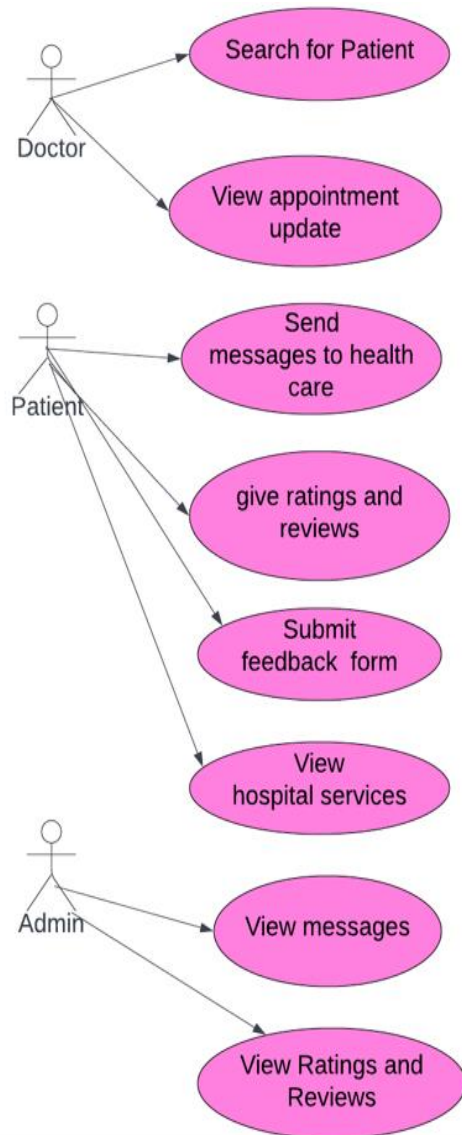 Search for Patient
Doctor
View appointment
update
Send
messages to health
care
Patient
give ratings and
reviews
Submit
feedback form
View
hospital services
Admin
View messages
View Ratings and
Reviews